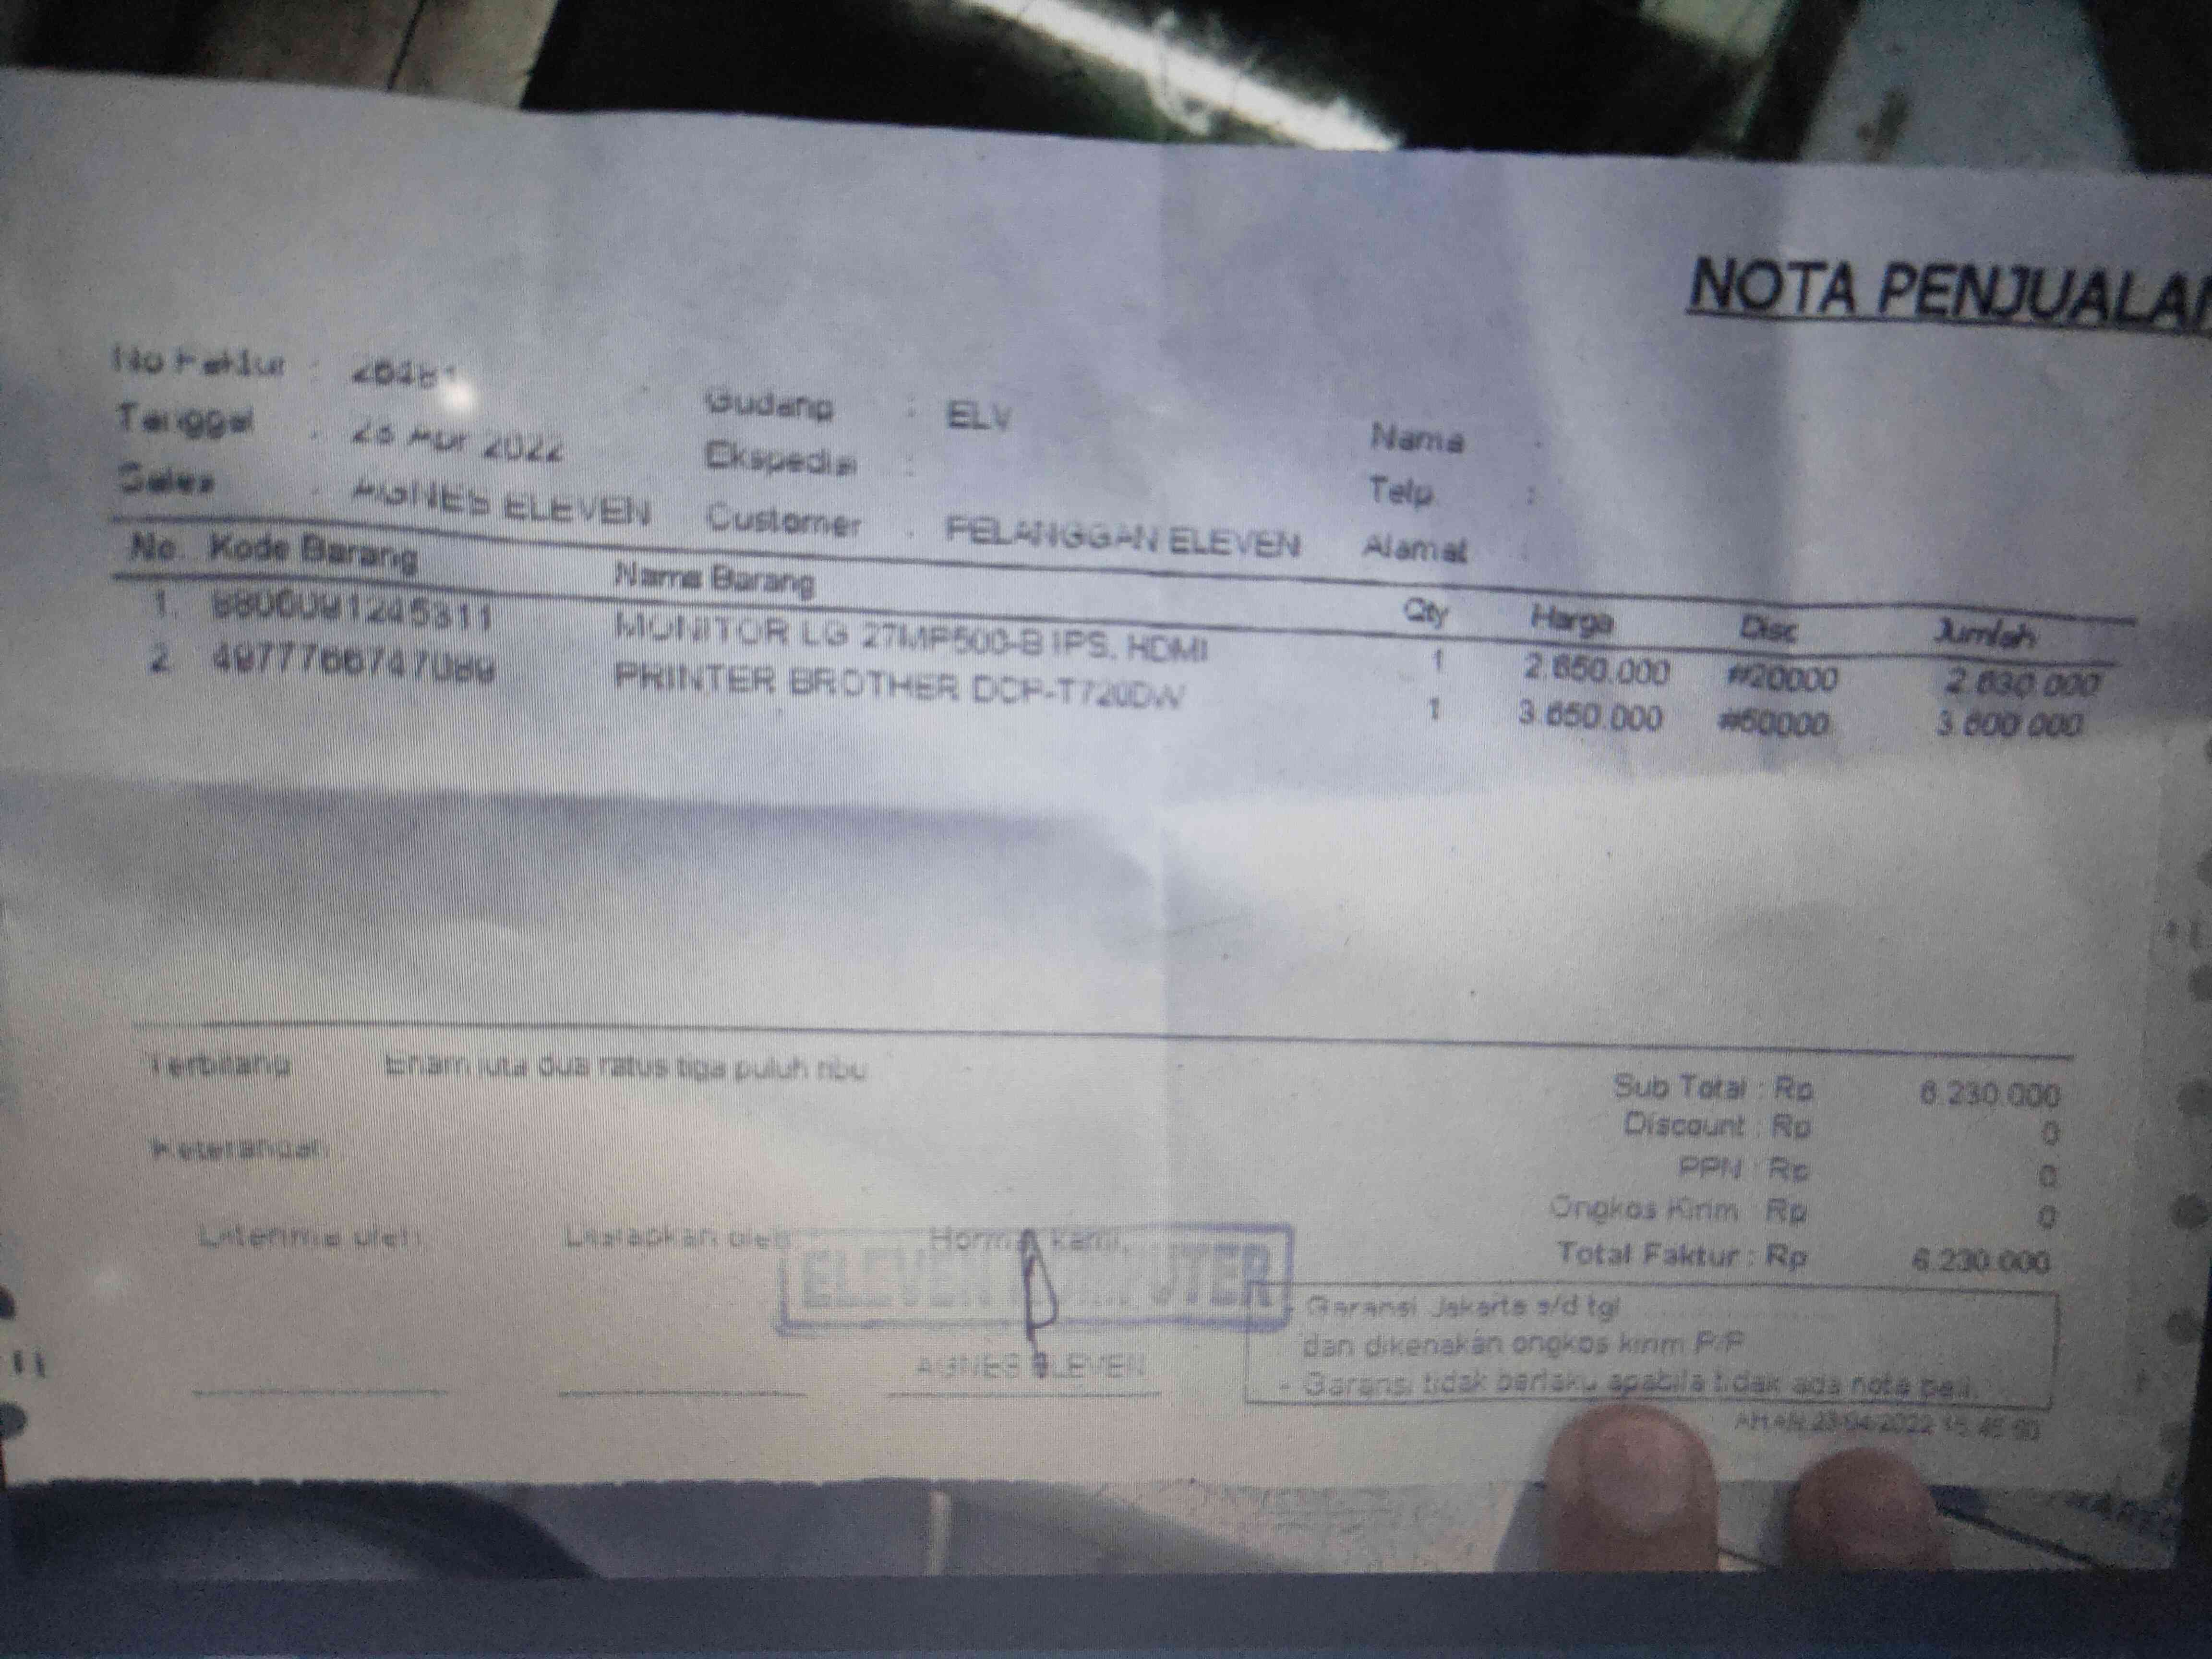 NOTA PENJUALAN
No Faktur :
Tanggal : 23 Apr 2022
Sales : AGNES ELEVEN
Gudang : ELV
Ekspedisi :
Customer : PELANGGAN ELEVEN
Nama :
Telp :
Alamat :
No. Kode Barang Nama Barang Qty Harga Disc Jumlah
1. MONITOR LG 27MP500-B IPS, HDMI 1 2.650.000 #20000 2.630.000
2 4977766747089 PRINTER BROTHER DCP-T720DW 1 3.650.000 #50000 3.600.000
Terbilang Enam juta dua ratus tiga puluh ribu
Keterangan
Sub Total : Rp 6.230.000
Discount : Rp 0
PPN : Rp 0
Ongkos Kirim : Rp 0
Total Faktur : Rp 6.230.000
Diterima oleh Disiapkan oleh Hormat Kami,
ELEVEN KOMPUTER
AGNES ELEVEN
- Garansi Jakarta s/d tgl
dan dikenakan ongkos kirim P/P
- Garansi tidak berlaku apabila tidak ada nota beli.
23-04-2022